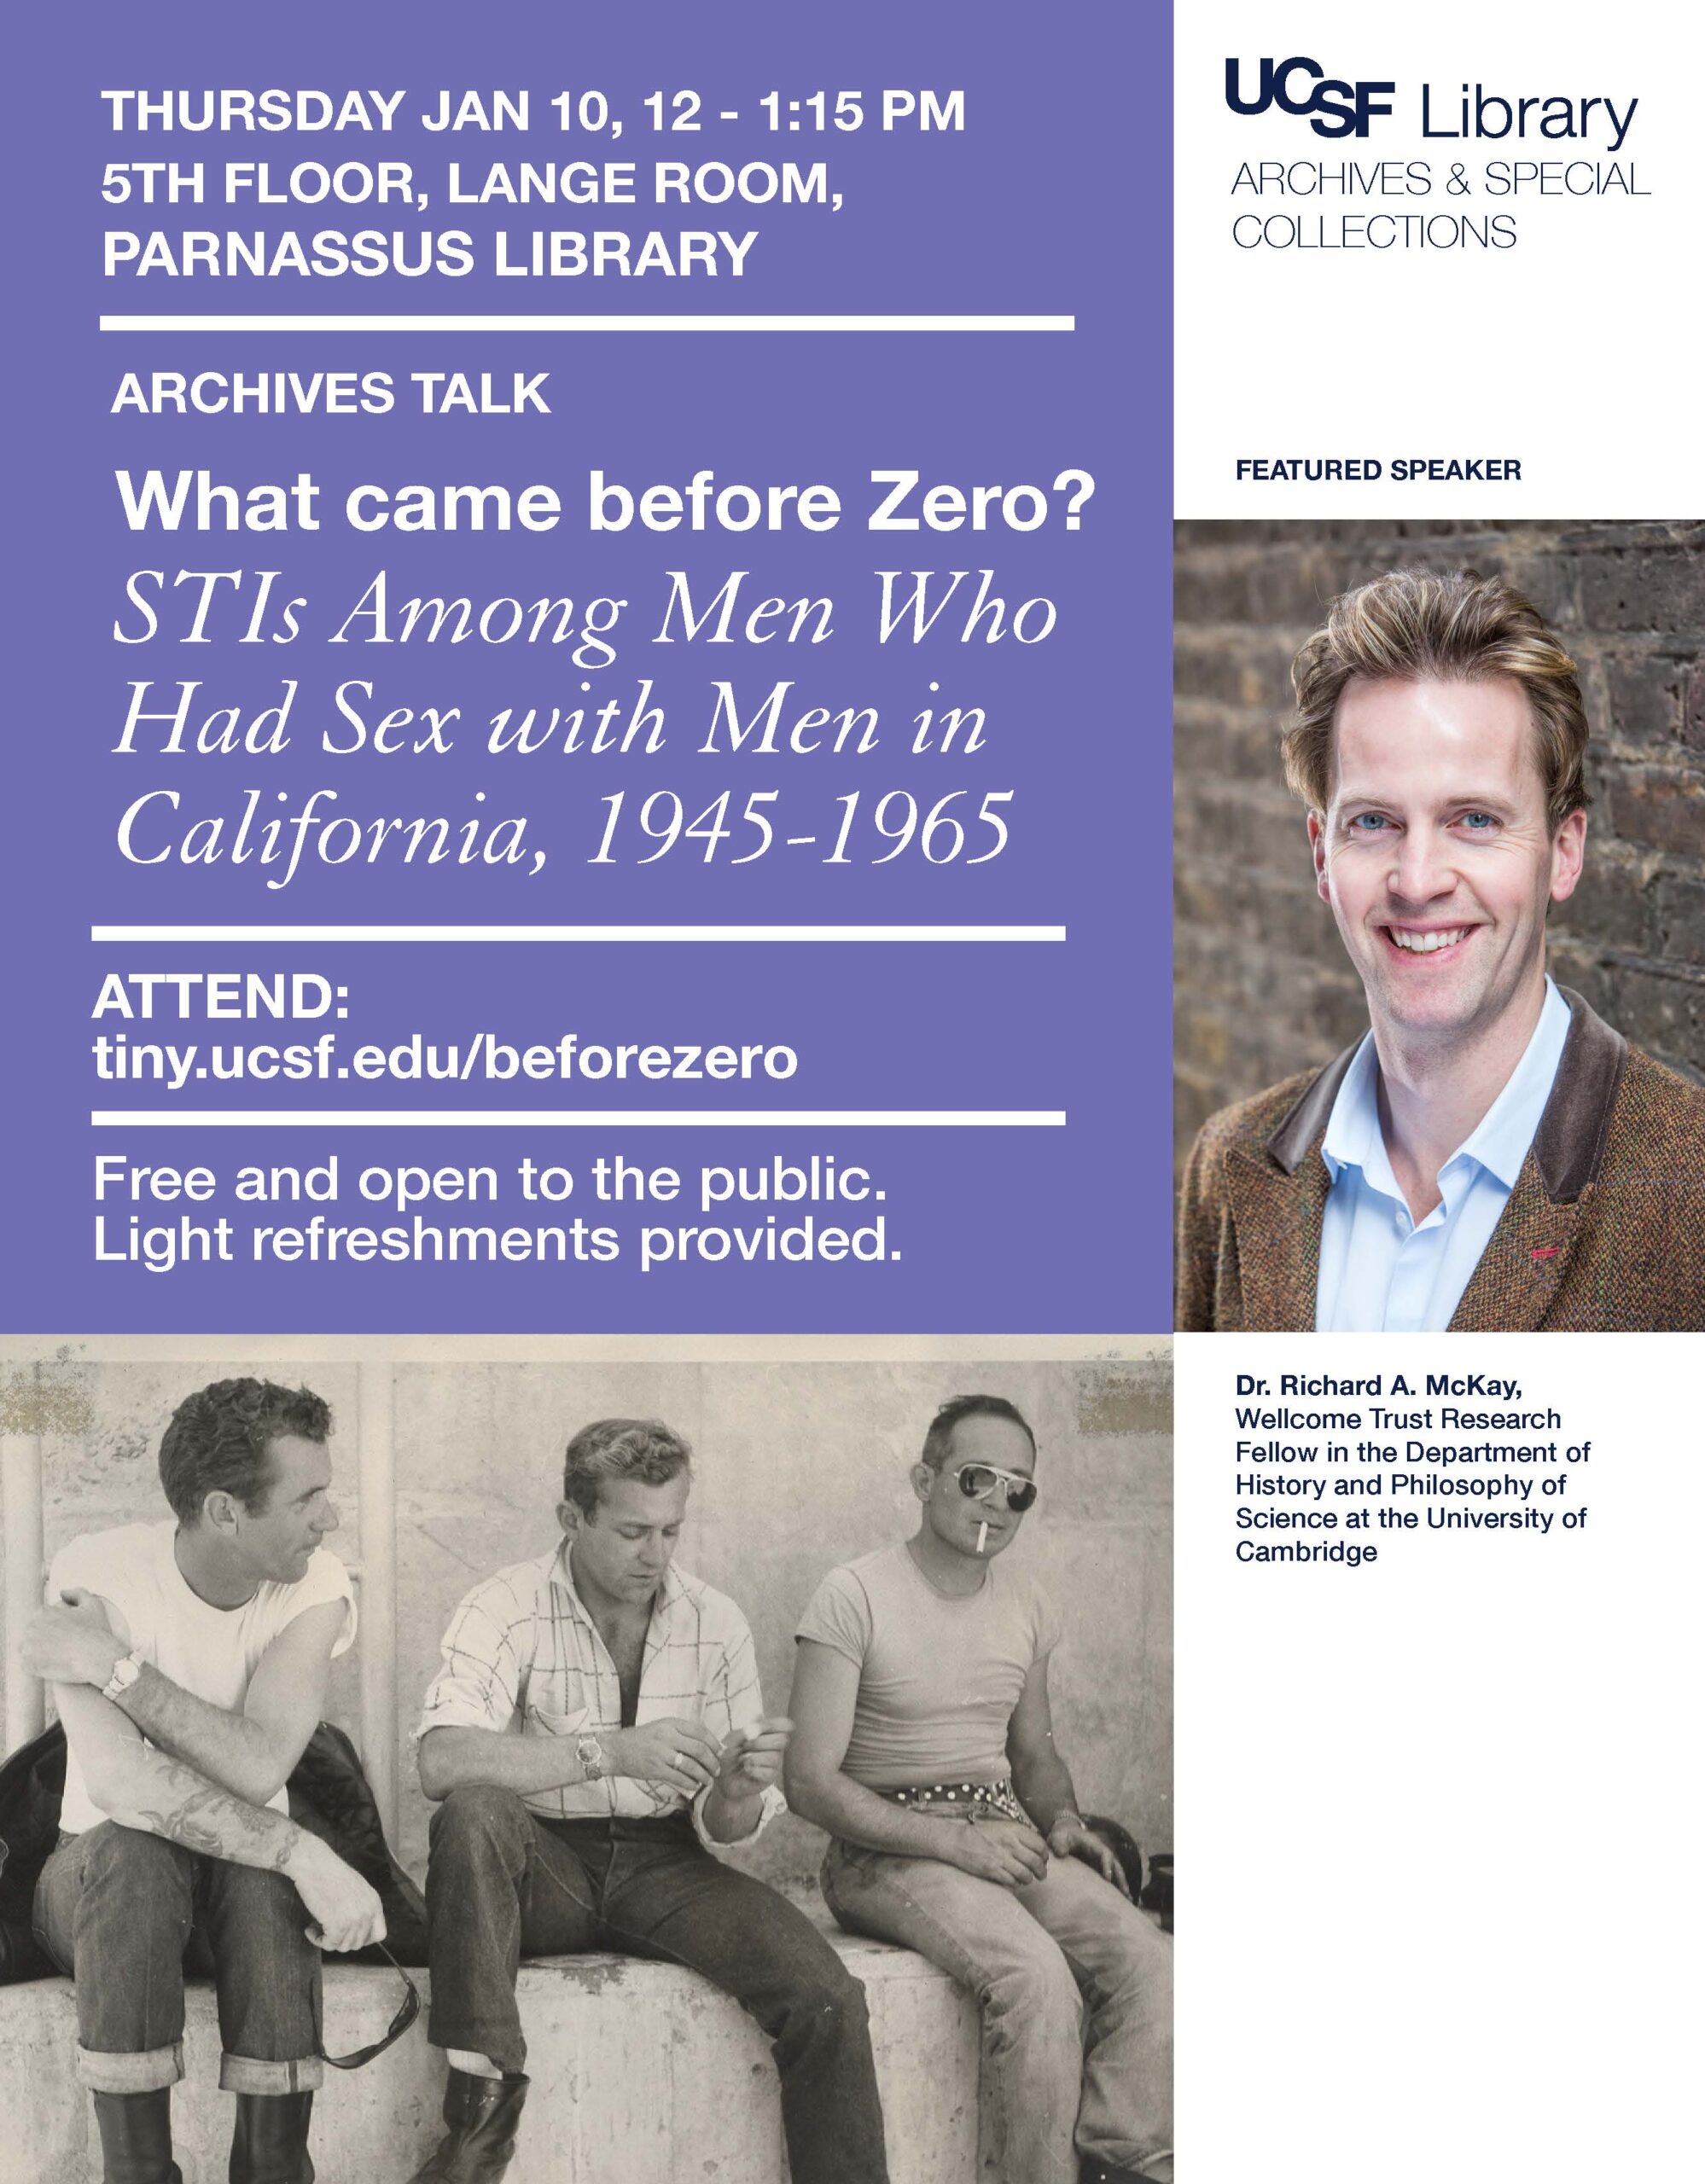 THURSDAY JAN 10, 12 - 1:15 PM
5TH FLOOR, LANGE ROOM,
PARNASSUS LIBRARY
ARCHIVES TALK
What came before Zero?
STIs Among Men Who
Had Sex with Men in
California, 1945-1965
ATTEND:
tiny.ucsf.edu/beforezero
Free and open to the public.
Light refreshments provided.
UCSF Library
ARCHIVES & SPECIAL
COLLECTIONS
FEATURED SPEAKER
Dr. Richard A. McKay,
Wellcome Trust Research
Fellow in the Department of
History and Philosophy of
Science at the University of
Cambridge